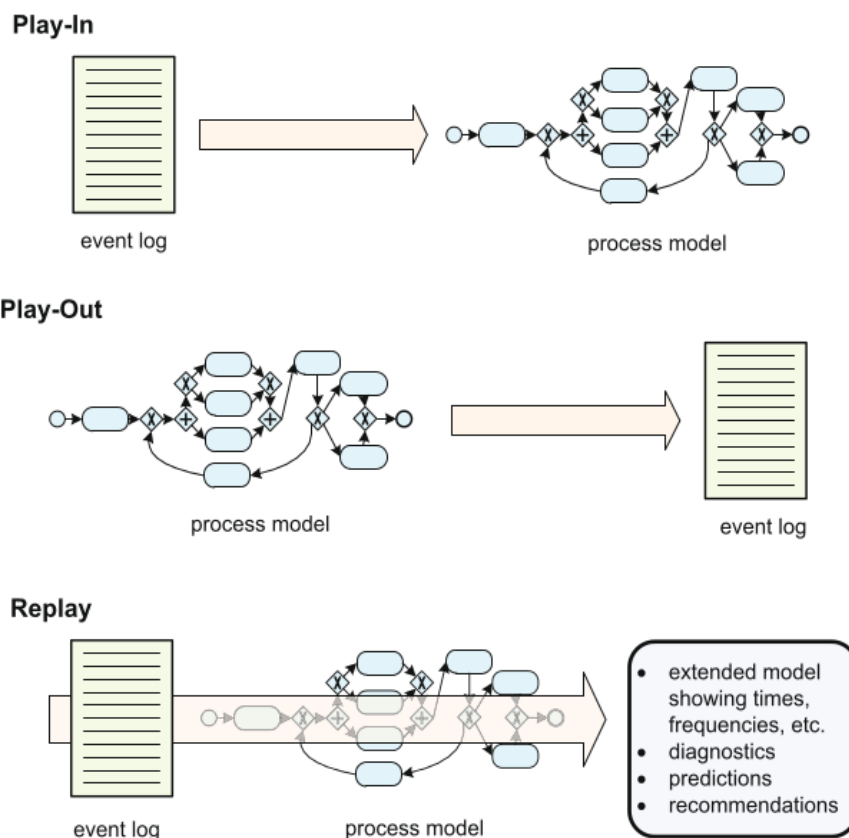 Play-In
event log
process model
Play-Out
process model
event log
Replay
• extended model
showing times,
frequencies, etc.
• diagnostics
• predictions
• recommendations
event log
process model